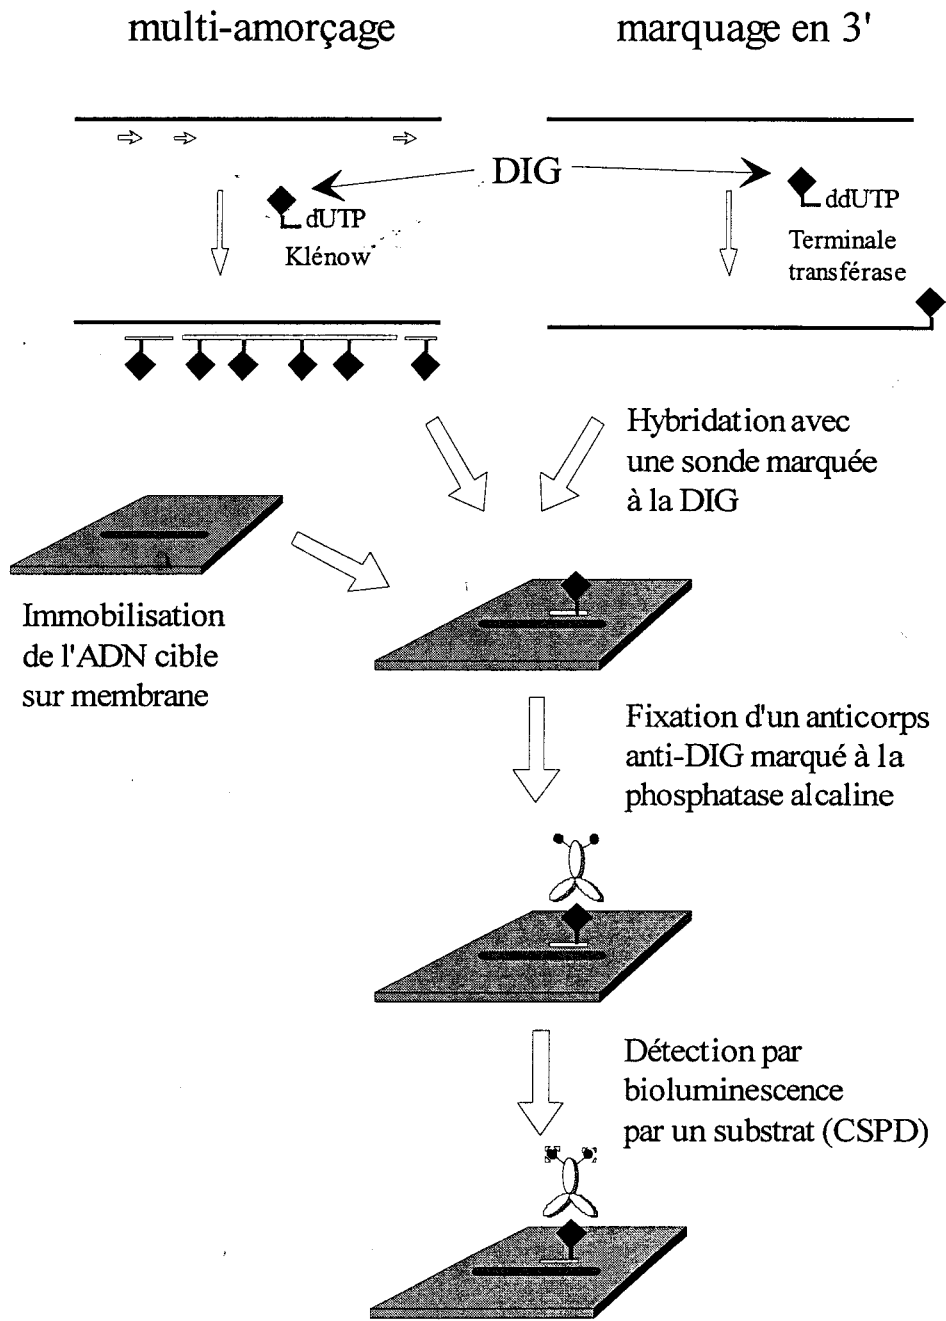 multi-amorçage
marquage en 3'
DIG
dUTP
Klénow
ddUTP
Terminale
transférase
Hybridation avec
une sonde marquée
à la DIG
Immobilisation
de l'ADN cible
sur membrane
Fixation d'un anticorps
anti-DIG marqué à la
phosphatase alcaline
Détection par
bioluminescence
par un substrat (CSPD)